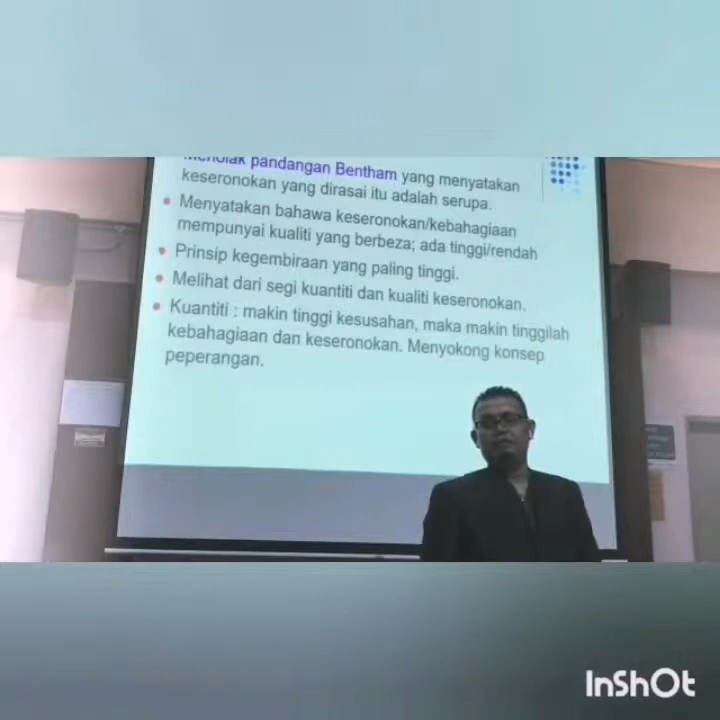 Menolak pandangan Bentham yang menyatakan
keseronokan yang dirasai itu adalah serupa.
Menyatakan bahawa keseronokan/kebahagiaan
mempunyai kualiti yang berbeza; ada tinggi/rendah
Prinsip kegembiraan yang paling tinggi.
Melihat dari segi kuantiti dan kualiti keseronokan.
Kuantiti : makin tinggi kesusahan, maka makin tinggilah
kebahagiaan dan keseronokan. Menyokong konsep
peperangan.
InShOt